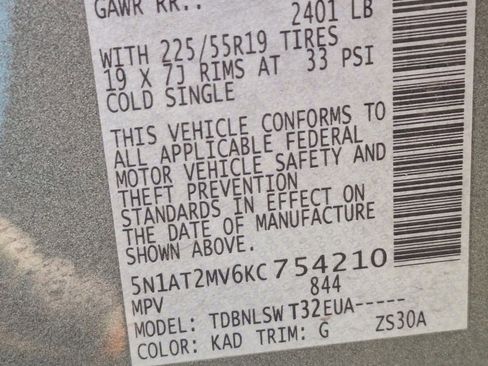 GAWR RR.:
2401 LB
WITH 225/55R19 TIRES
19 X 7J RIMS AT 33 PSI
COLD SINGLE
THIS VEHICLE CONFORMS TO
ALL APPLICABLE FEDERAL
MOTOR VEHICLE SAFETY AND
THEFT PREVENTION
STANDARDS IN EFFECT ON
THE DATE OF MANUFACTURE
SHOWN ABOVE.
5N1AT2MV6KC754210
MPV 844
MODEL: TDBNLSWT32EUA-----
COLOR: KAD TRIM: G ZS30A